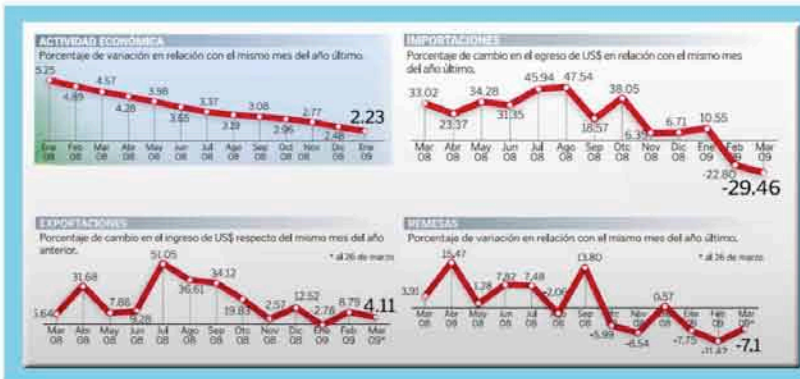 ACTIVIDAD ECONÓMICA
Porcentaje de variación en relación con el mismo mes del año último.
5.25
4.89
4.57
4.28
3.98
3.65
3.37
3.19
3.08
2.96
2.77
2.48
2.23
Ene Feb Mar Abr May Jun Jul Ago Sep Oct Nov Dic Ene
08 08 08 08 08 08 08 08 08 08 08 08 09
IMPORTACIONES
Porcentaje de cambio en el egreso de US$ en relación con el mismo mes
del año último.
33.02
23.37
34.28
31.35
45.94
47.54
18.57
38.05
6.39
6.71
10.55
-22.80
-29.46
Mar Abr May Jun Jul Ago Sep Otc Nov Dic Ene Feb Mar
08 08 08 08 08 08 08 08 08 08 09 09 09
EXPORTACIONES
Porcentaje de cambio en el ingreso de US$ respecto del mismo mes del año
anterior.
* al 26 de marzo
5.64
31.68
7.88
9.28
51.05
36.61
34.12
19.83
2.57
12.52
2.78
8.79
4.11
Mar Abr May Jun Jul Ago Sep Otc Nov Dic Ene Feb Mar
08 08 08 08 08 08 08 08 08 08 09 09 09*
REMESAS
Porcentaje de variación en relación con el mismo mes del año último.
* al 26 de marzo
3.91
15.47
1.28
7.82
7.48
-2.06
13.80
-5.99
-8.54
0.57
-7.75
-11.42
-7.1
Mar Abr May Jun Jul Ago Sep Otc Nov Dic Ene Feb Mar
08 08 08 08 08 08 08 08 08 08 09 09 09*